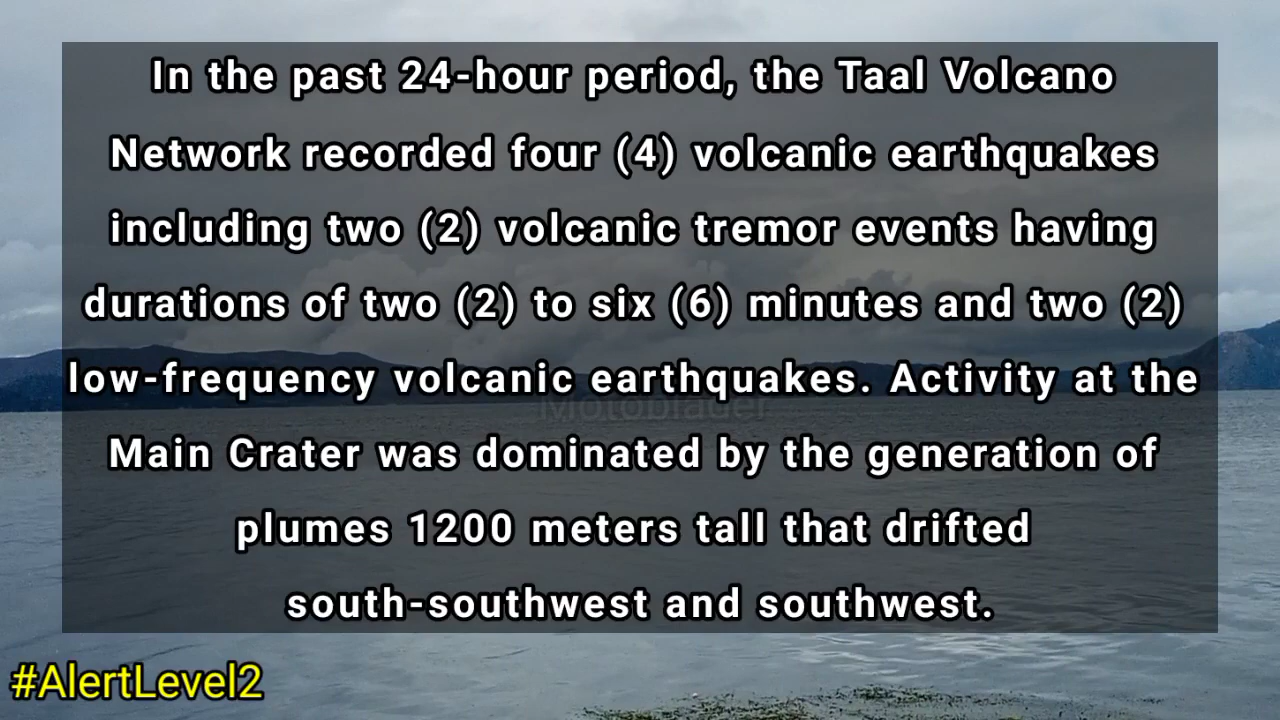 In the past 24-hour period, the Taal Volcano
Network recorded four (4) volcanic earthquakes
including two (2) volcanic tremor events having
durations of two (2) to six (6) minutes and two (2)
low-frequency volcanic earthquakes. Activity at the
Main Crater was dominated by the generation of
plumes 1200 meters tall that drifted
south-southwest and southwest.
#AlertLevel2